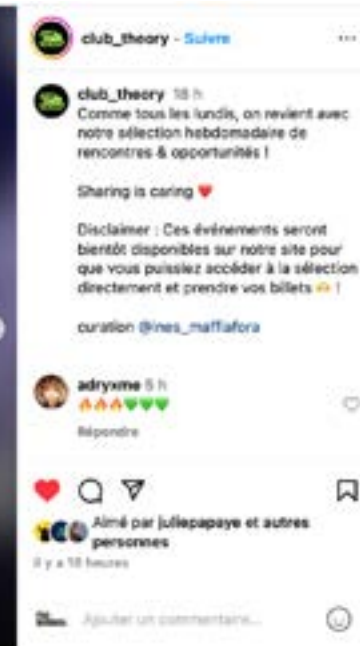 club_theory • Suivre
club_theory 18 h
Comme tous les lundis, on revient avec
notre sélection hebdomadaire de
rencontres & opportunités !
Sharing is caring ❤️
Disclaimer : Ces événements seront
bientôt disponibles sur notre site pour
que vous puissiez accéder à la sélection
directement et prendre vos billets 🫶 !
curation @ines_maffiafora
adryxme 5 h
🔥🔥🔥💚💚💚
Répondre
Aimé par juliepapaye et autres
personnes
il y a 18 heures
Ajouter un commentaire...